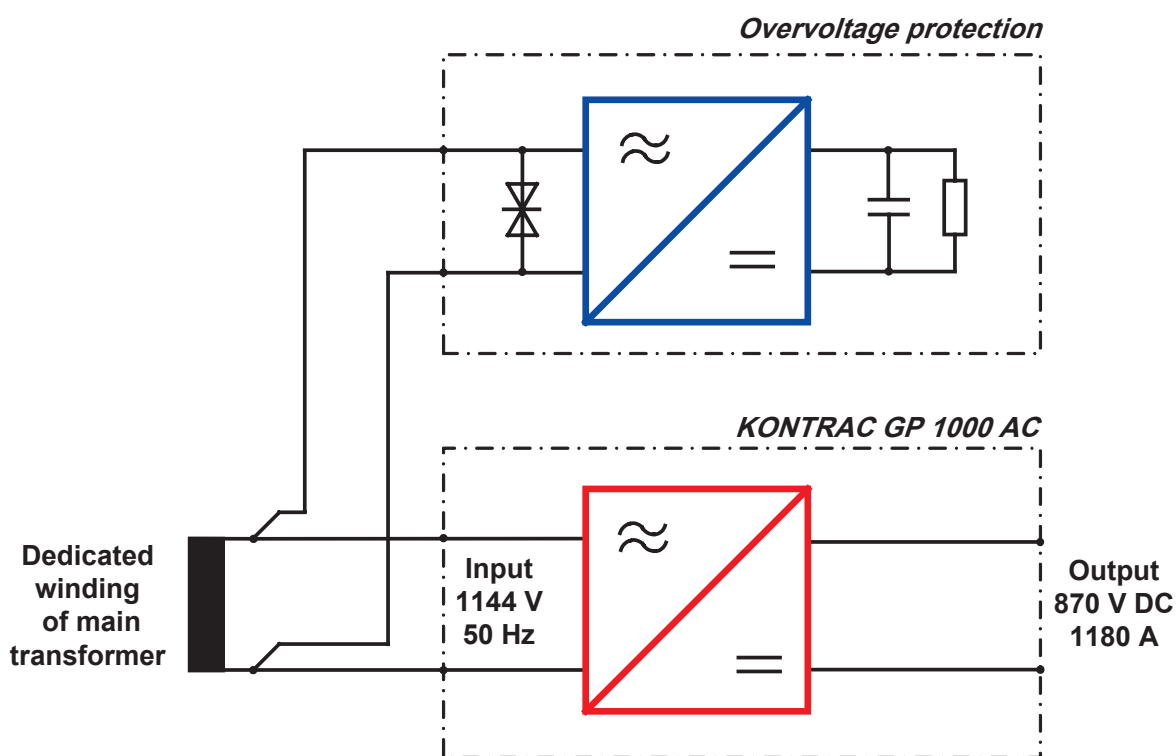 Overvoltage protection
KONTRAC GP 1000 AC
Dedicated
winding
of main
transformer
Input
1144 V
50 Hz
Output
870 V DC
1180 A